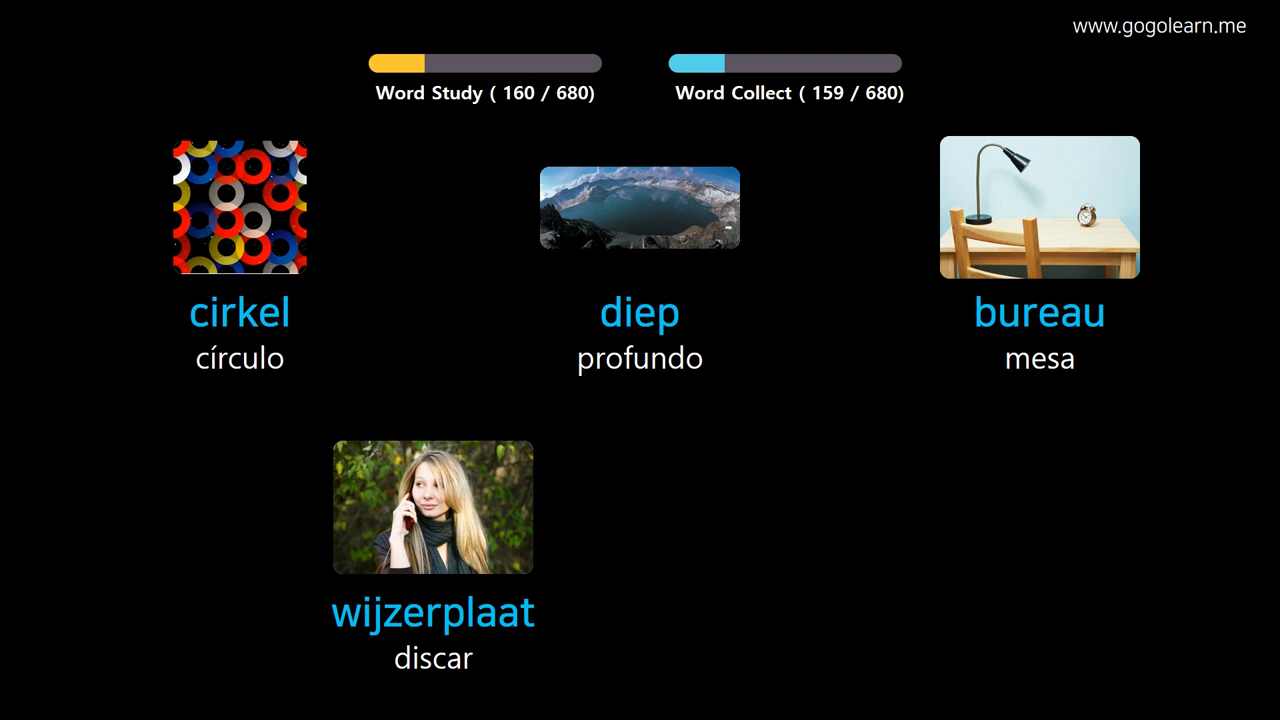 www.gogolearn.me
Word Study ( 160 / 680)
Word Collect ( 159 / 680)
cirkel
círculo
diep
profundo
bureau
mesa
wijzerplaat
discar